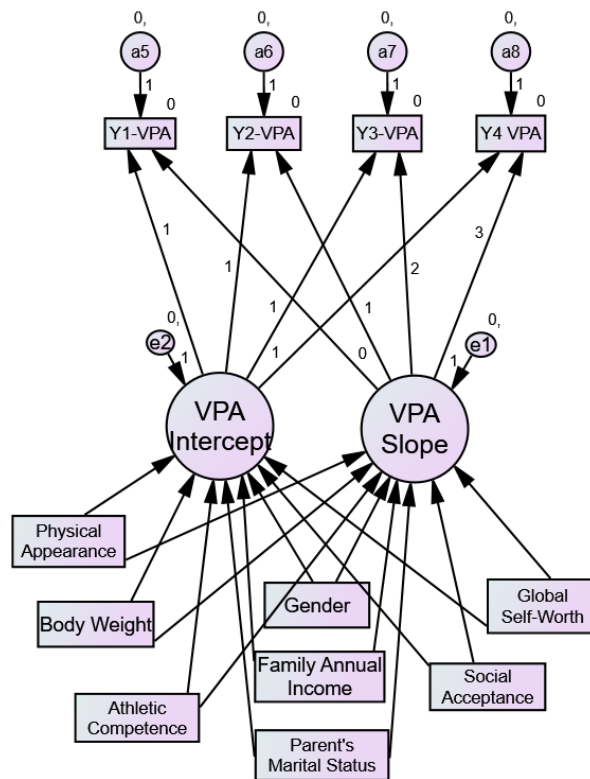 0, 0, 0, 0,
a5 a6 a7 a8
1 0 1 0 1 0 1 0
Y1-VPA Y2-VPA Y3-VPA Y4 VPA
1 1 1 1 0 1 2 3
0, 0,
e2 e1
1 1
VPA
Intercept
VPA
Slope
Physical
Appearance
Body Weight
Athletic
Competence
Gender
Family Annual
Income
Parent's
Marital Status
Social
Acceptance
Global
Self-Worth